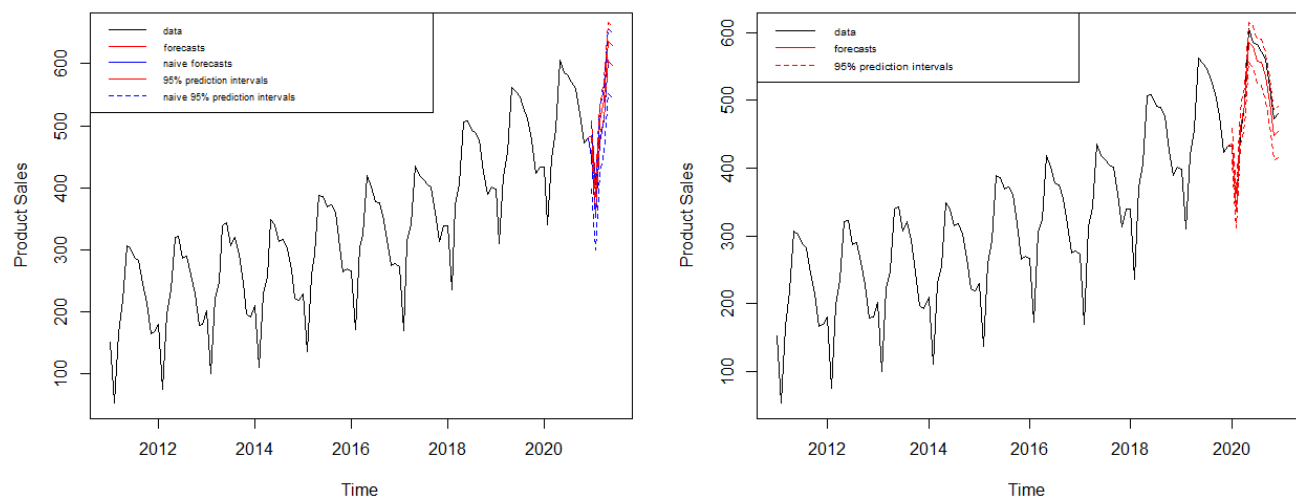 data
forecasts
naive forecasts
95% prediction intervals
naive 95% prediction intervals
Product Sales
600
500
400
300
200
100
2012 2014 2016 2018 2020
Time
data
forecasts
95% prediction intervals
Product Sales
600
500
400
300
200
100
2012 2014 2016 2018 2020
Time